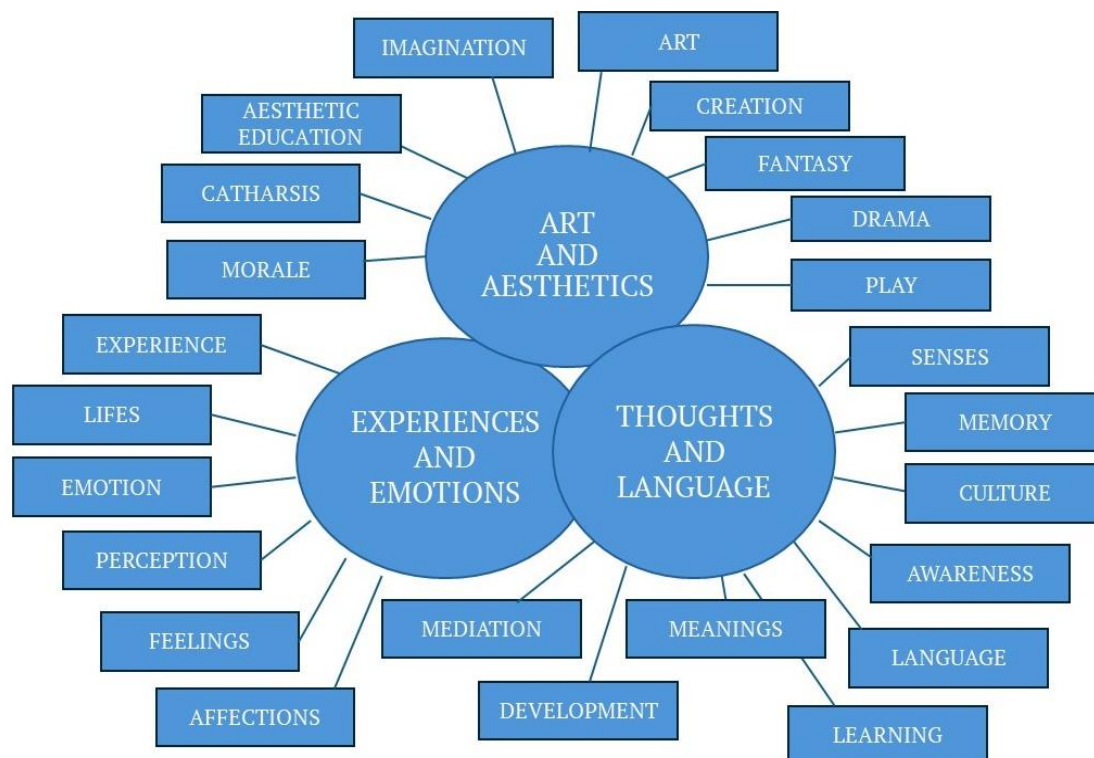 IMAGINATION
ART
CREATION
AESTHETIC
EDUCATION
FANTASY
CATHARSIS
DRAMA
MORALE
PLAY
ART
AND
AESTHETICS
EXPERIENCE
SENSES
LIFES
MEMORY
EMOTION
CULTURE
EXPERIENCES
AND
EMOTIONS
THOUGHTS
AND
LANGUAGE
PERCEPTION
AWARENESS
FEELINGS
MEDIATION
MEANINGS
LANGUAGE
AFFECTIONS
DEVELOPMENT
LEARNING